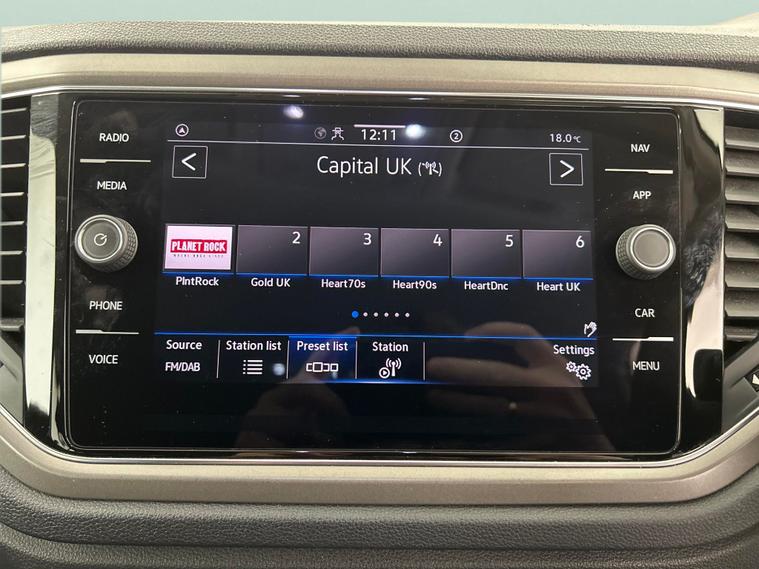 RADIO
MEDIA
PHONE
VOICE
12:11
2
18.0°C
<
Capital UK
>
PLANET ROCK
2
3
4
5
6
PlntRock
Gold UK
Heart70s
Heart90s
HeartDnc
Heart UK
Source
Station list
Preset list
Station
Settings
FM/DAB
NAV
APP
CAR
MENU